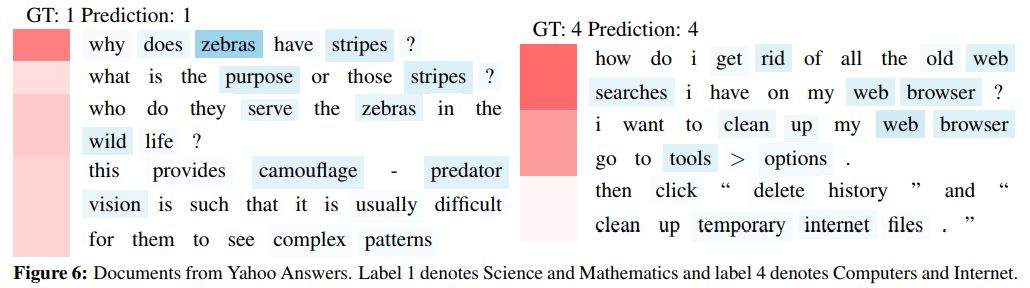 GT: 1 Prediction: 1
why does zebras have stripes ?
what is the purpose or those stripes ?
who do they serve the zebras in the
wild life ?
this provides camouflage - predator
vision is such that it is usually difficult
for them to see complex patterns
GT: 4 Prediction: 4
how do i get rid of all the old web
searches i have on my web browser ?
i want to clean up my web browser
go to tools > options .
then click “ delete history ” and “
clean up temporary internet files . ”
Figure 6: Documents from Yahoo Answers. Label 1 denotes Science and Mathematics and label 4 denotes Computers and Internet.